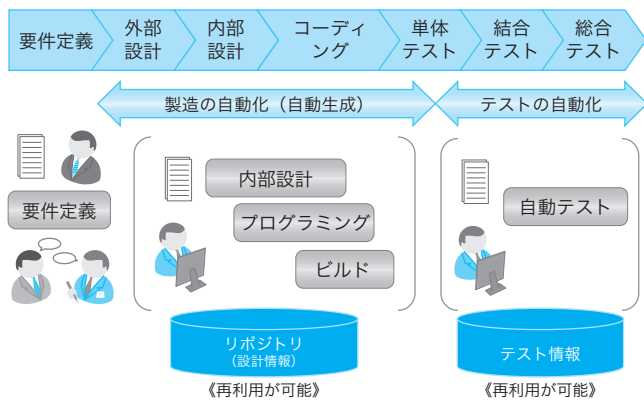 要件定義
外部
設計
内部
設計
コーディ
ング
単体
テスト
結合
テスト
総合
テスト
製造の自動化（自動生成）
テストの自動化
要件定義
内部設計
プログラミング
ビルド
自動テスト
リポジトリ
（設計情報）
テスト情報
《再利用が可能》
《再利用が可能》